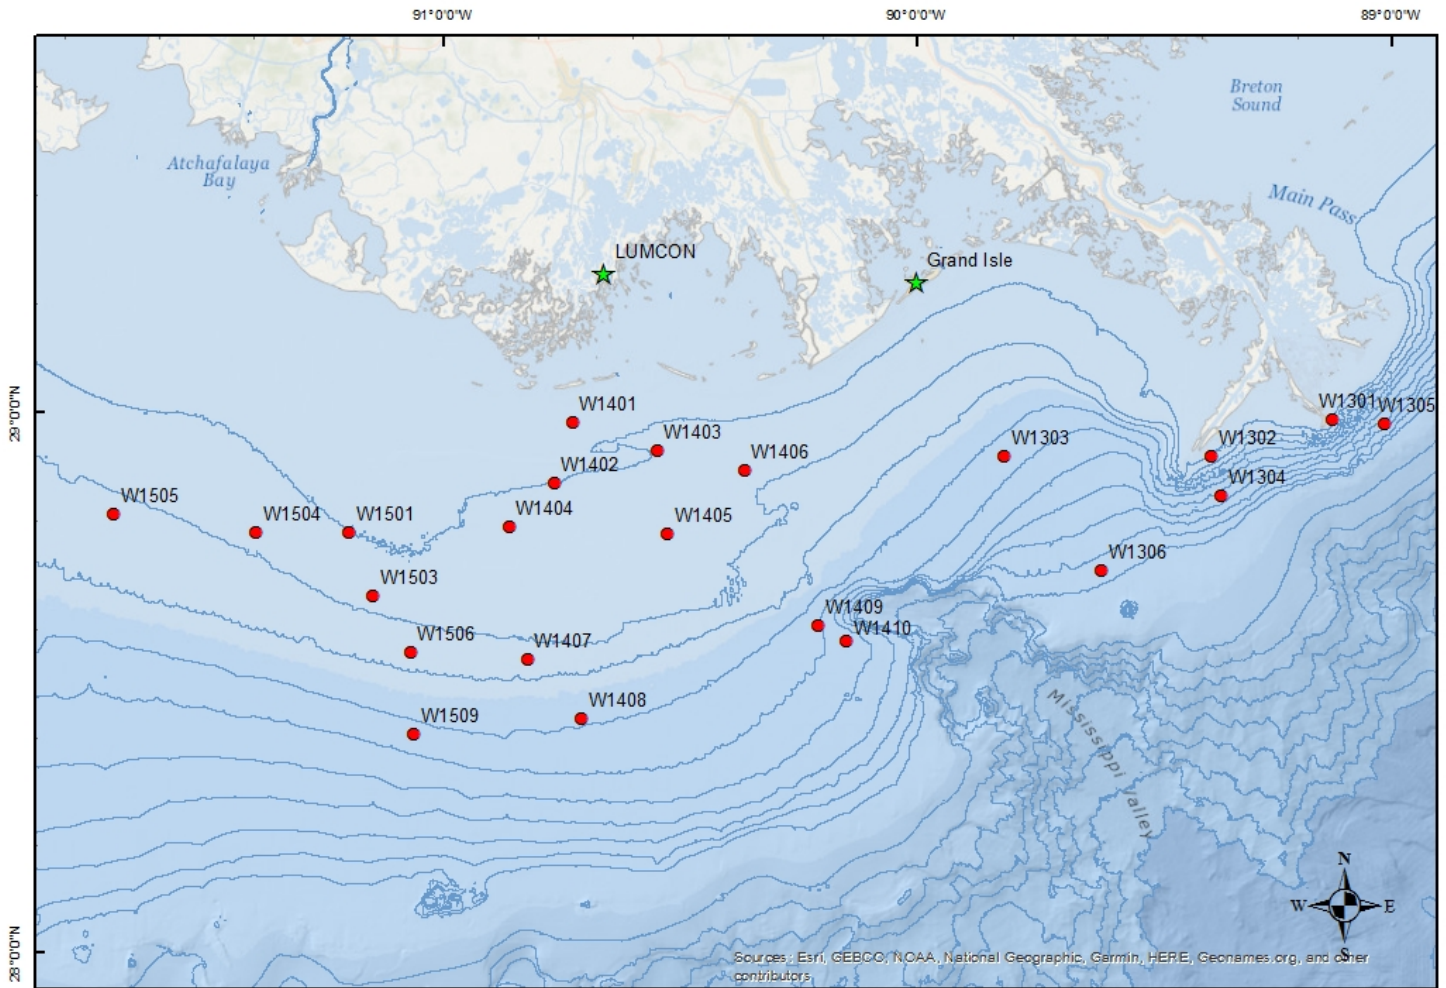 91°0'0"W
90°0'0"W
89°0'0"W
Breton
Sound
Atchafalaya
Bay
Main Pass
LUMCON
Grand Isle
29°0'0"N
W1401
W1301
W1305
W1403
W1303
W1302
W1406
W1402
W1304
W1505
W1504
W1501
W1404
W1405
W1306
W1503
W1409
W1410
W1506
W1407
W1408
W1509
Mississippi Valley
N
W
E
S
28°0'0"N
Sources: Esri, GEBCO, NOAA, National Geographic, Garmin, HERE, Geonames.org, and other
contributors